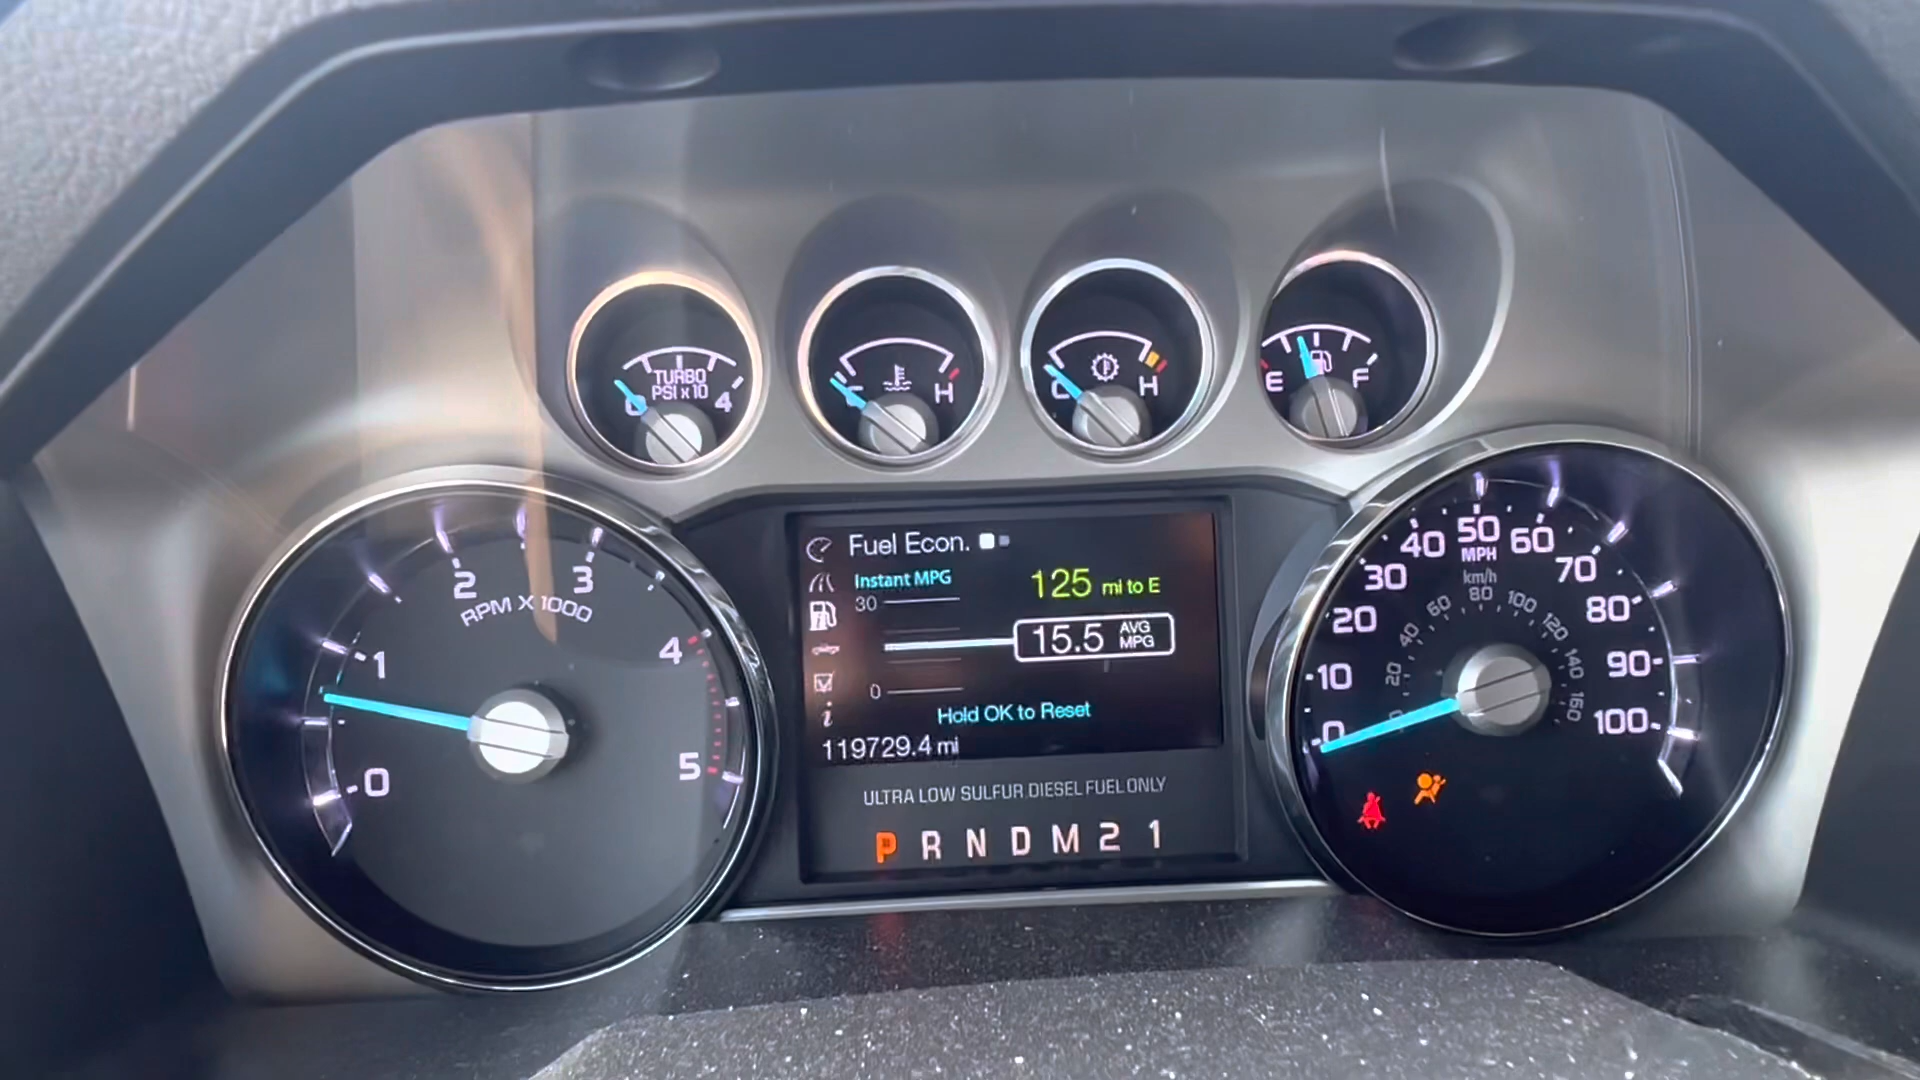 TURBO
PSI x 10
0
4
C
H
C
H
E
F
0
1
2
3
4
5
RPM X 1000
Fuel Econ.
Instant MPG
30
0
125 mi to E
15.5 AVG MPG
Hold OK to Reset
119729.4 mi
ULTRA LOW SULFUR DIESEL FUEL ONLY
P R N D M 2 1
0
10
20
30
40
50
60
70
80
90
100
MPH
km/h
0
20
40
60
80
100
120
140
160